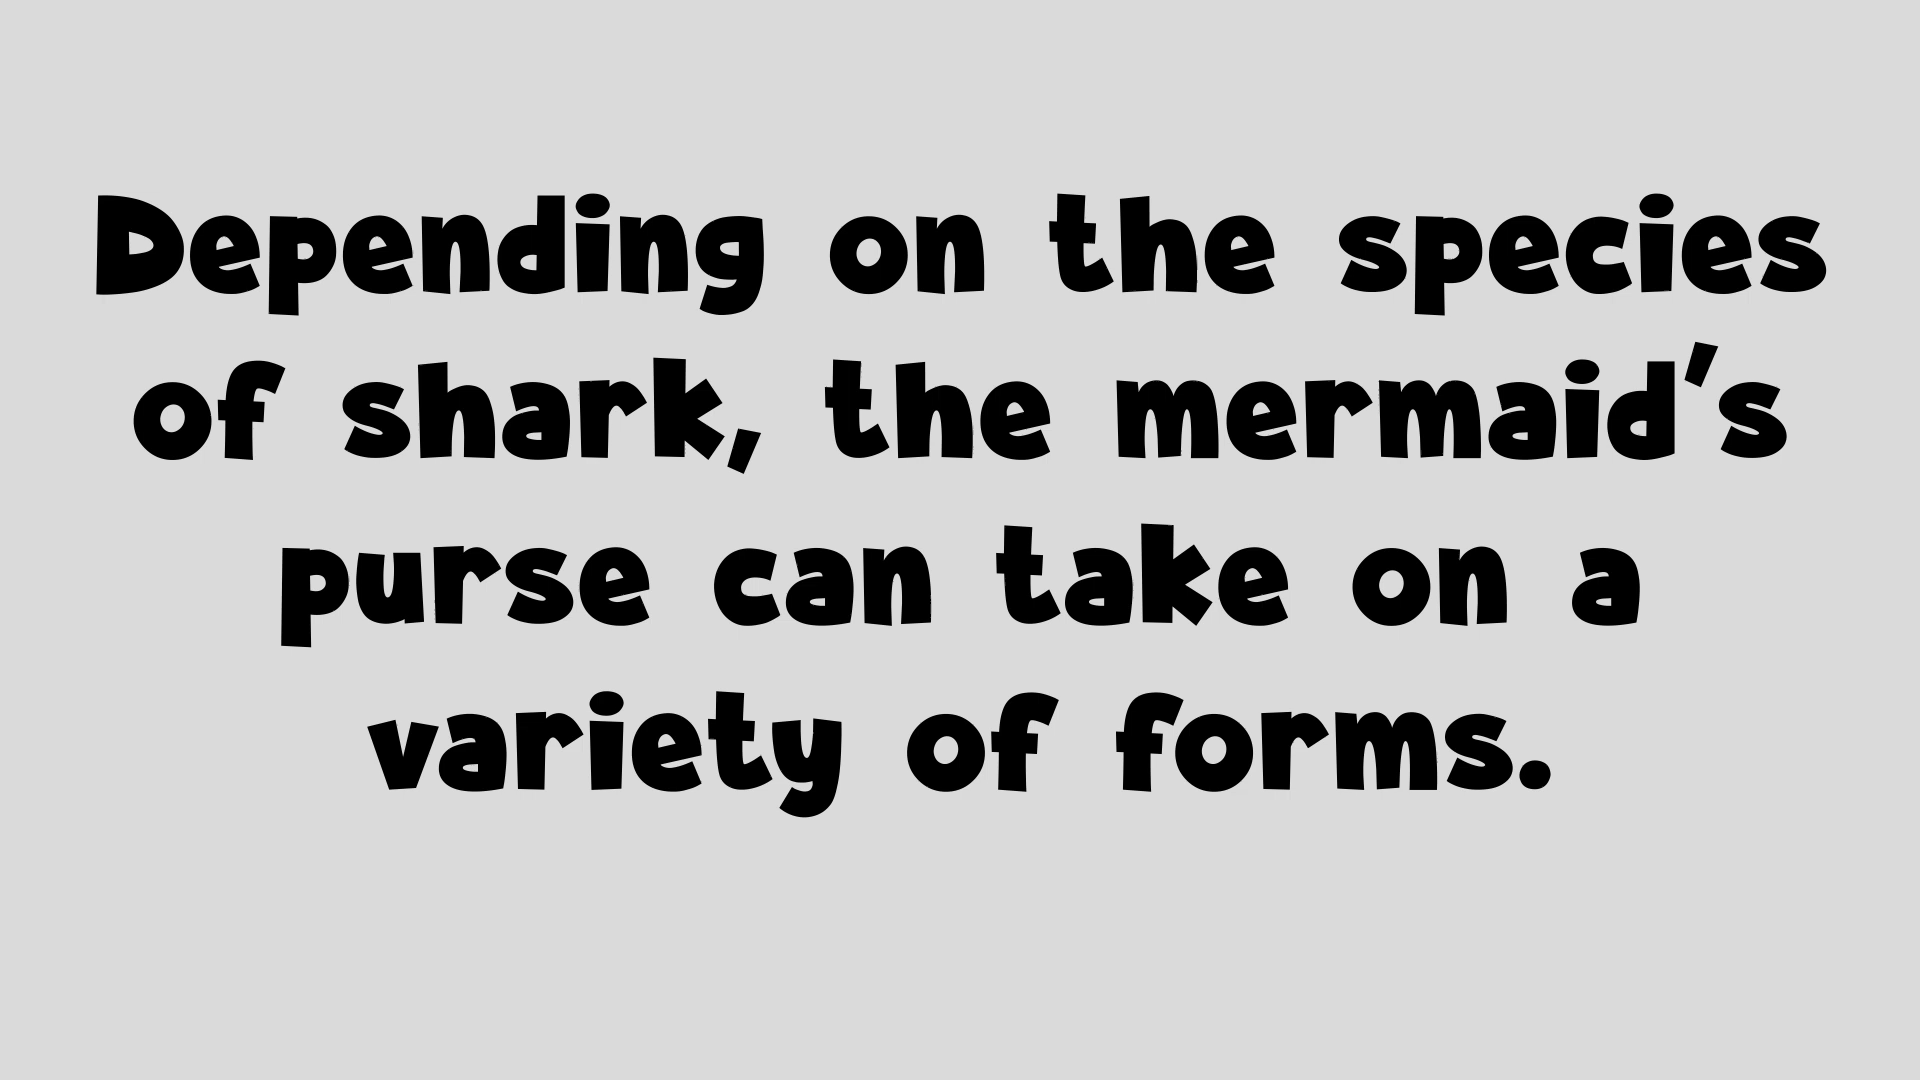 Depending on the species
of shark, the mermaid's
purse can take on a
variety of forms.